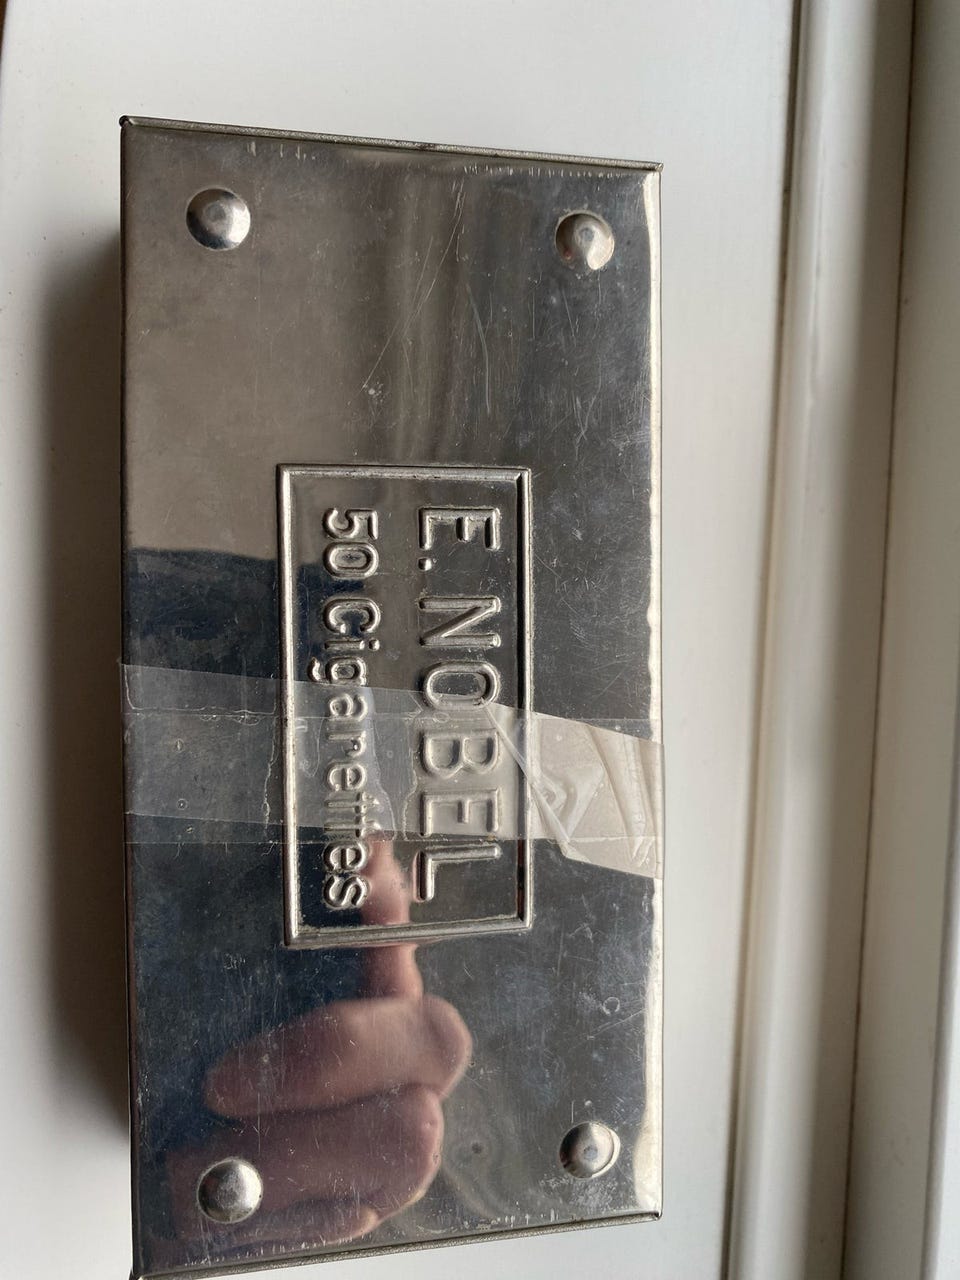 E. NOBEL
50 Cigarettes